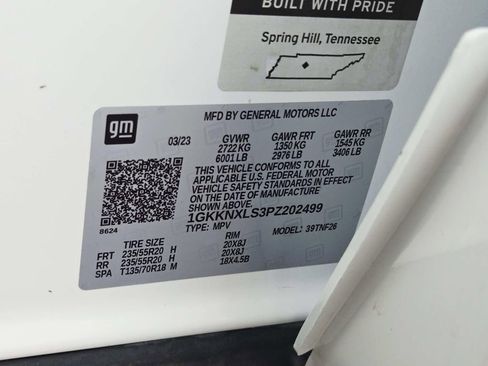 BUILT WITH PRIDE
Spring Hill, Tennessee
gm
MFD BY GENERAL MOTORS LLC
03/23 GVWR GAWR FRT GAWR RR
2722 KG 1350 KG 1545 KG
6001 LB 2976 LB 3406 LB
THIS VEHICLE CONFORMS TO ALL
APPLICABLE U.S. FEDERAL MOTOR
VEHICLE SAFETY STANDARDS IN EFFECT
ON THE DATE OF MANUFACTURE
SHOWN ABOVE.
1GKKNXLS3PZ202499
8624
TYPE: MPV MODEL: 39TNF26
TIRE SIZE RIM
FRT 235/55R20 H 20X8J
RR 235/55R20 H 20X8J
SPA T135/70R18 M 18X4.5B